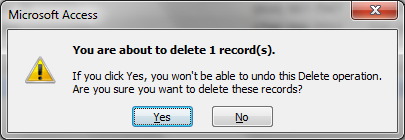 Microsoft Access
You are about to delete 1 record(s).
If you click Yes, you won't be able to undo this Delete operation.
Are you sure you want to delete these records?
Yes No